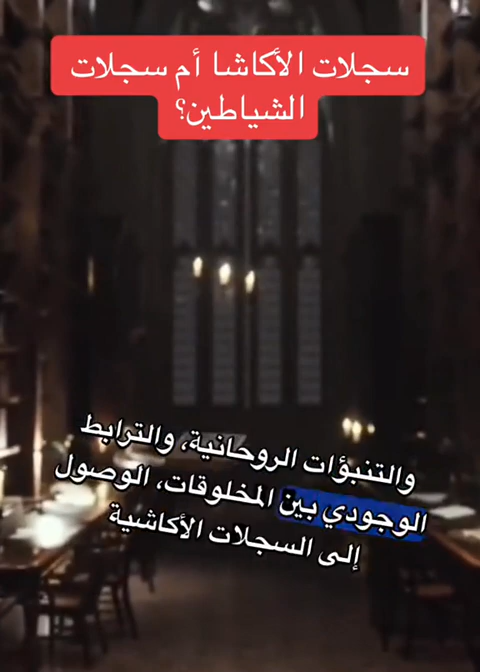 سجلات الأكاشا أم سجلات
الشياطين؟
والتنبؤات الروحانية، والترابط
الوجودي بين المخلوقات، الوصول
إلى السجلات الأكاشية